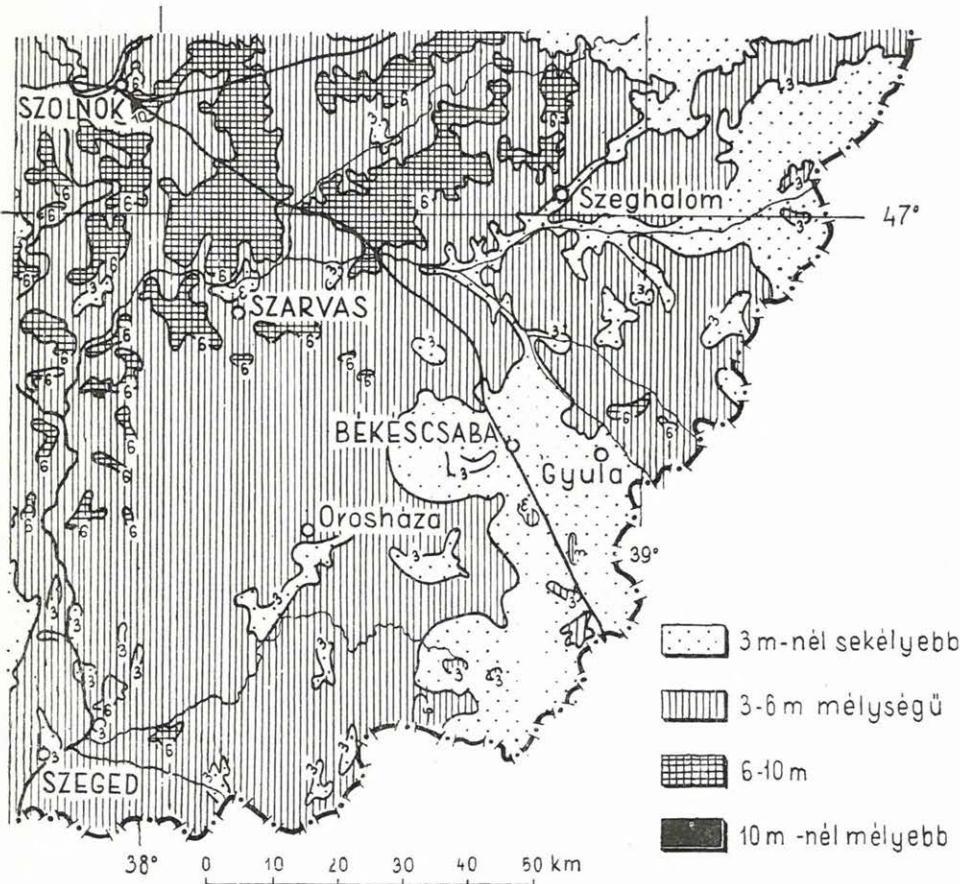 SZOLNOK
Szeghalom
47°
SZARVAS
BÉKÉSCSABA
Gyula
Orosháza
39°
3 m-nél sekélyebb
3-6 m mélységű
6-10 m
10 m -nél mélyebb
SZEGED
38°
0 10 20 30 40 50 km